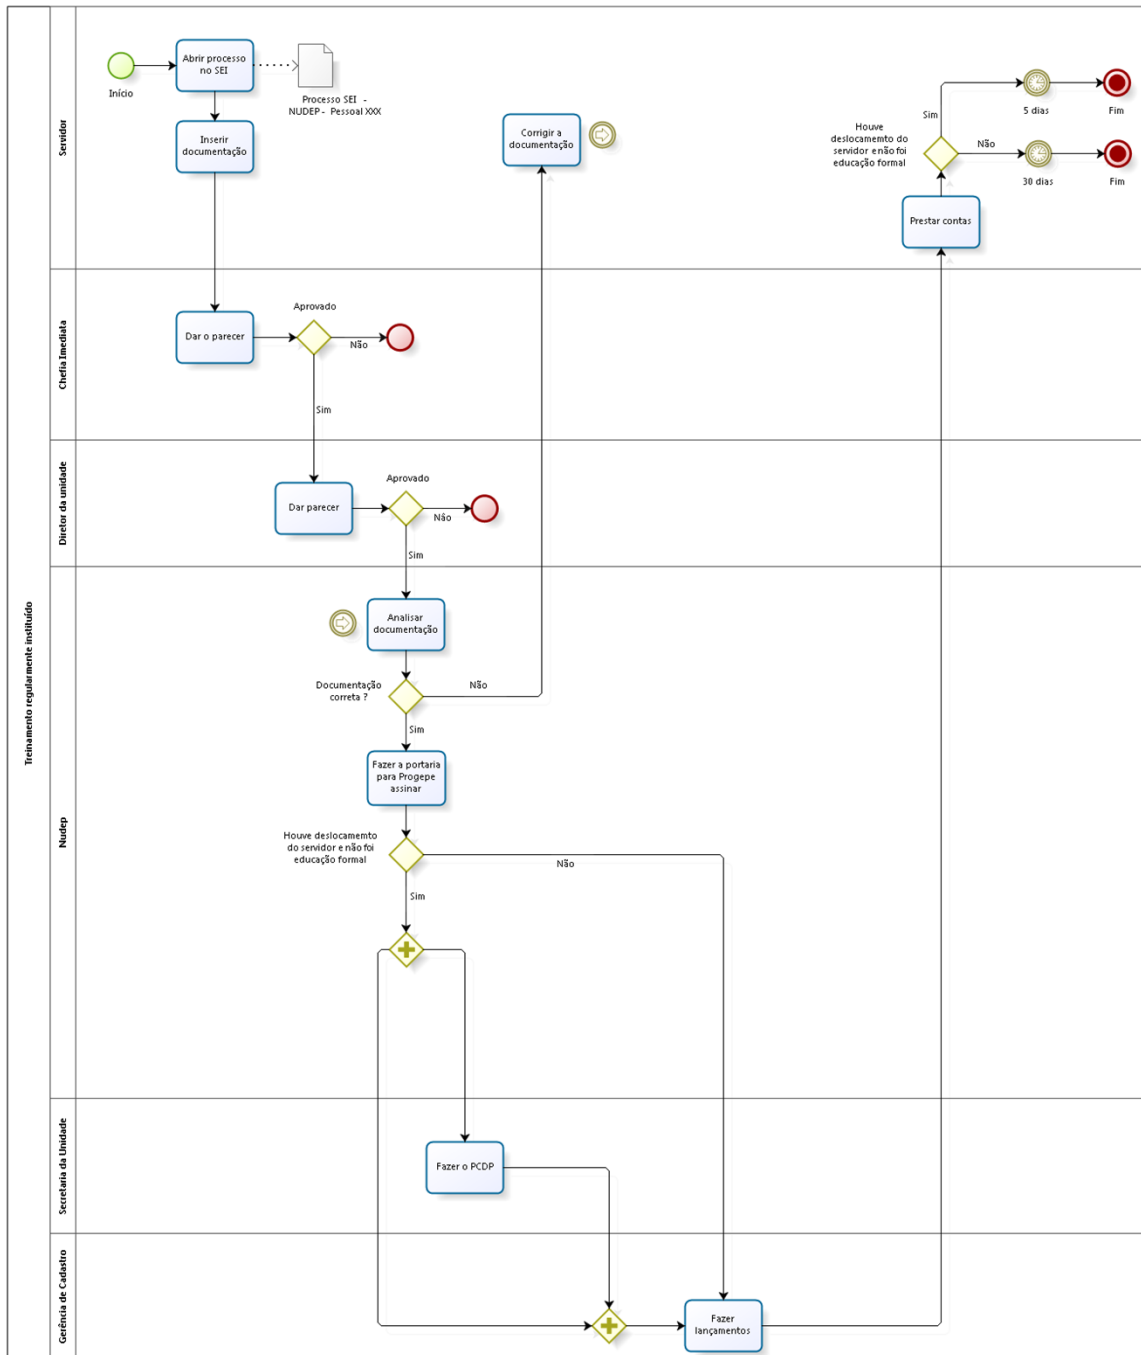 Treinamento regularmente instituído
Servidor
Início
Abrir processo
no SEI
Processo SEI -
NUDEP - Pessoal XXX
Inserir
documentação
Corrigir a
documentação
Houve
deslocamemto do
servidor e não foi
educação formal
Sim
5 dias
Fim
Não
30 dias
Fim
Prestar contas
Chefia Imediata
Dar o parecer
Aprovado
Não
Sim
Diretor da unidade
Dar parecer
Aprovado
Não
Sim
Nudep
Analisar
documentação
Documentação
correta ?
Não
Sim
Fazer a portaria
para Progepe
assinar
Houve deslocamemto
do servidor e não foi
educação formal
Não
Sim
Secretaria da Unidade
Fazer o PCDP
Gerência de Cadastro
Fazer
lançamentos